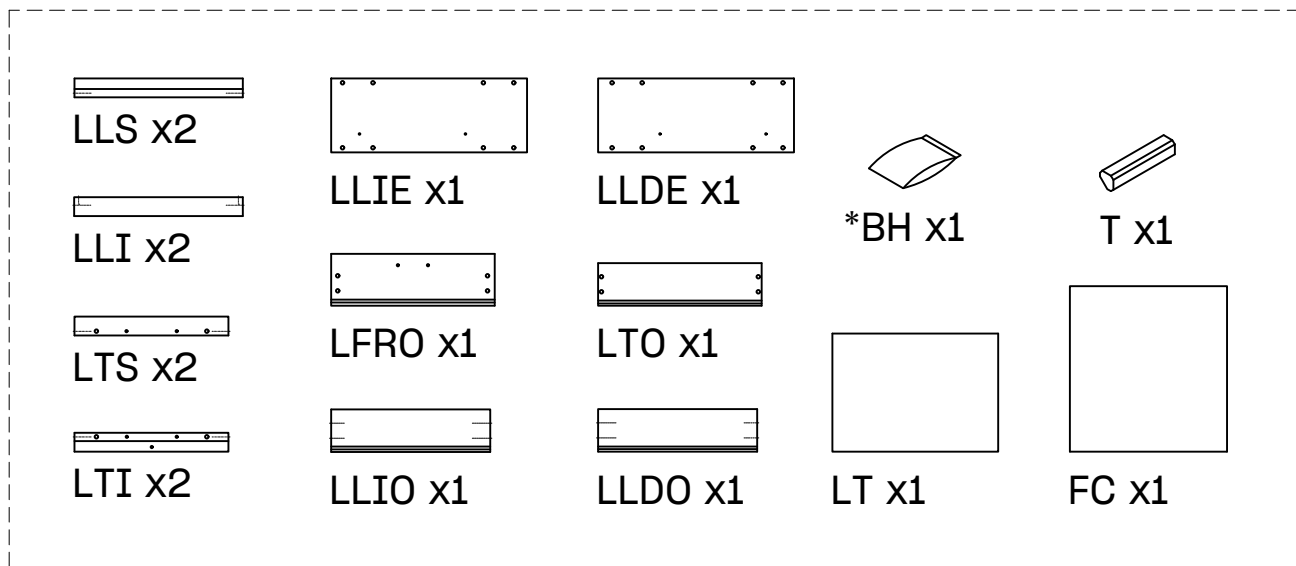 LLS x2
LLIE x1
LLDE x1
*BH x1
T x1
LLI x2
LFRO x1
LTO x1
LTS x2
LTI x2
LLIO x1
LLDO x1
LT x1
FC x1